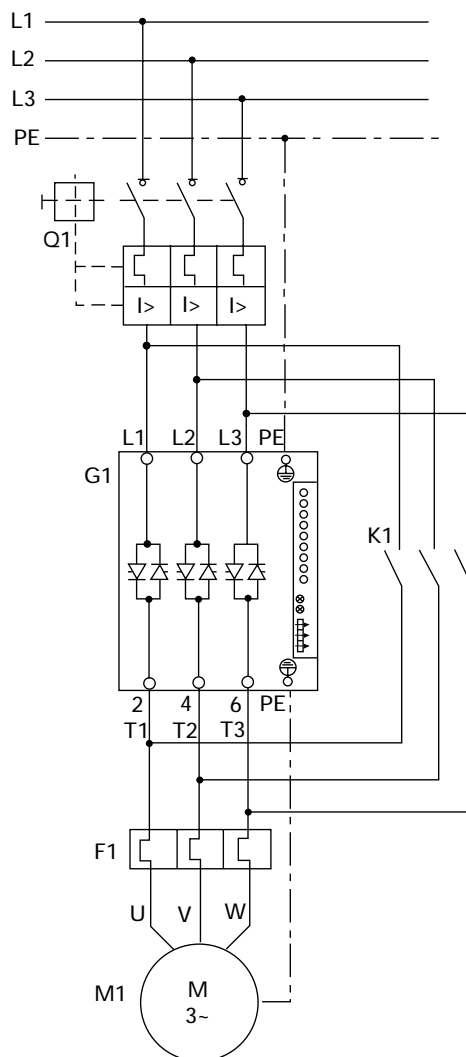 L1
L2
L3
PE
Q1
I> I> I>
L1 L2 L3 PE
G1
K1
2 4 6 PE
T1 T2 T3
F1
U V W
M1
M
3~